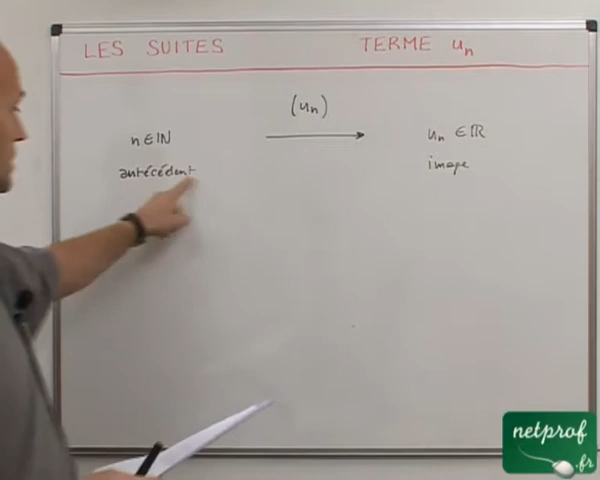 LES SUITES TERME un
(un)
n ∈ IN un ∈ IR
antécédent image
netprof
.fr